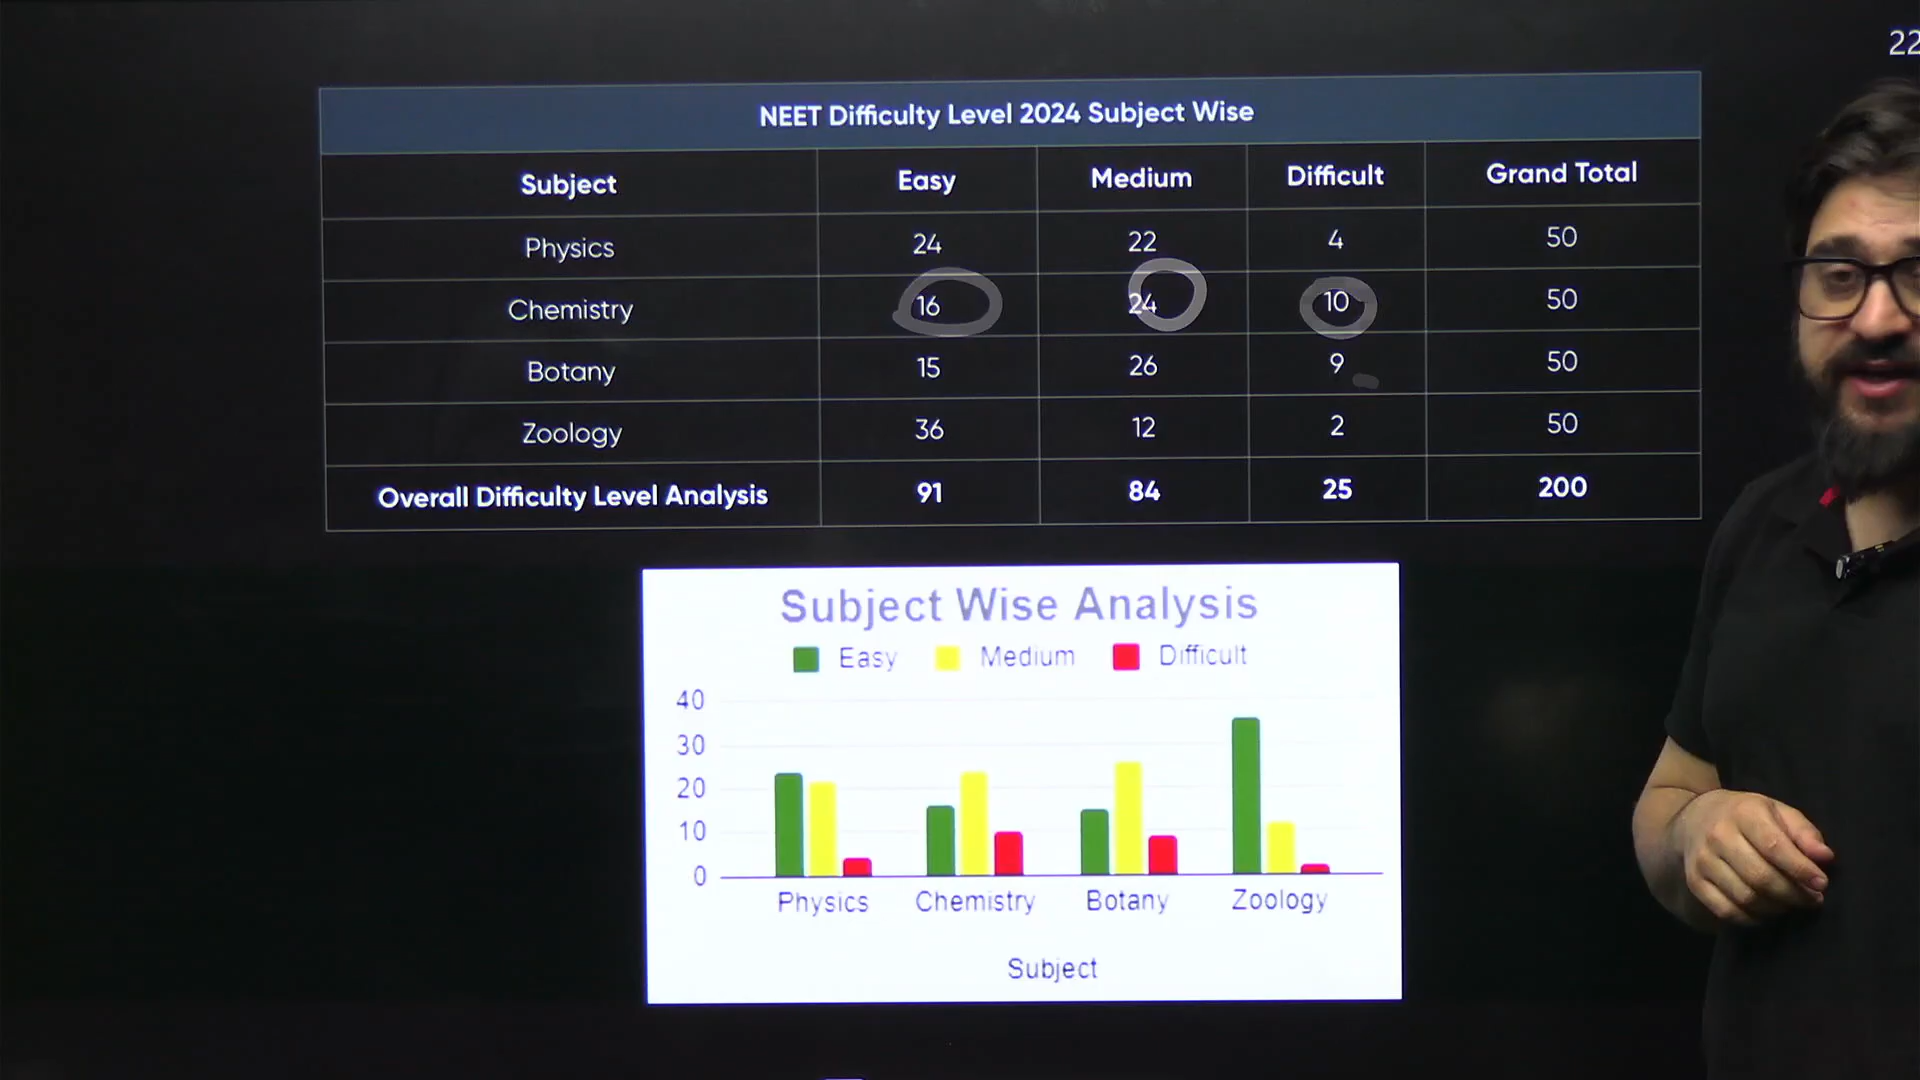 22
NEET Difficulty Level 2024 Subject Wise
Subject Easy Medium Difficult Grand Total
Physics 24 22 4 50
Chemistry 16 24 10 50
Botany 15 26 9 50
Zoology 36 12 2 50
Overall Difficulty Level Analysis 91 84 25 200
Subject Wise Analysis
Easy Medium Difficult
40
30
20
10
0
Physics Chemistry Botany Zoology
Subject